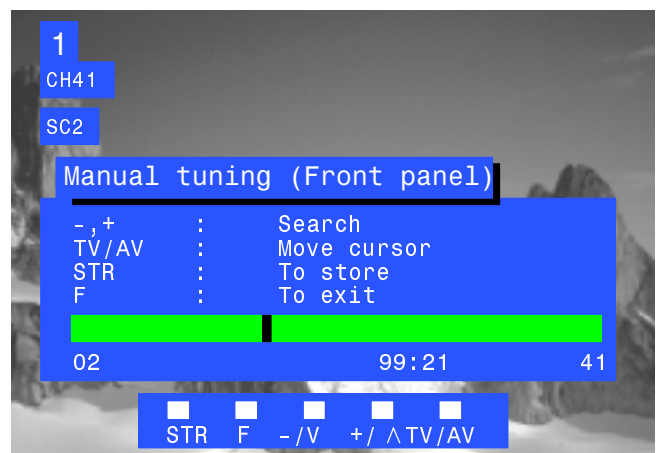 1
CH41
SC2
Manual tuning (Front panel)
-,+ : Search
TV/AV : Move cursor
STR : To store
F : To exit
02 99:21 41
STR F -/V +/ ΛTV/AV